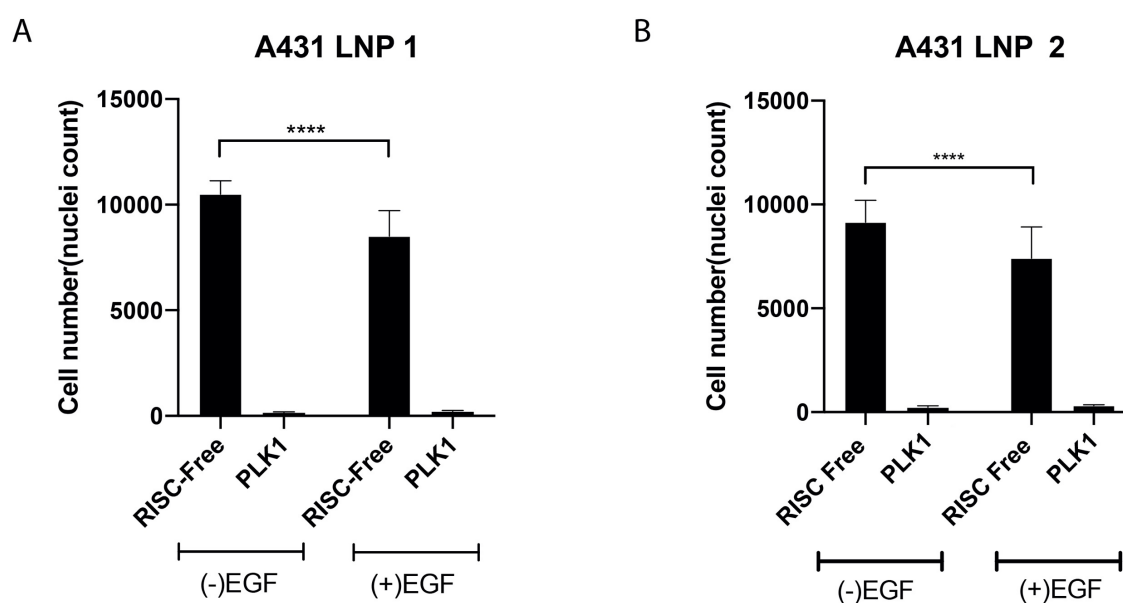 A
A431 LNP 1
Cell number(nuclei count)
15000
10000
5000
0
****
RISC-Free
PLK1
RISC-Free
PLK1
(-)EGF
(+)EGF
B
A431 LNP 2
Cell number(nuclei count)
15000
10000
5000
0
****
RISC Free
PLK1
RISC Free
PLK1
(-)EGF
(+)EGF